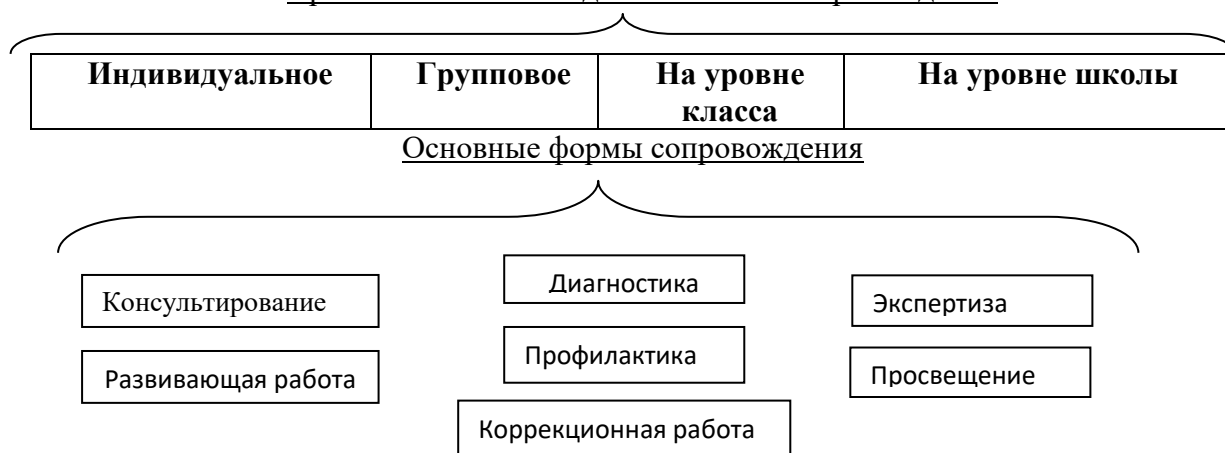 Индивидуальное
Групповое
На уровне
класса
На уровне школы
Основные формы сопровождения
Консультирование
Диагностика
Экспертиза
Развивающая работа
Профилактика
Просвещение
Коррекционная работа